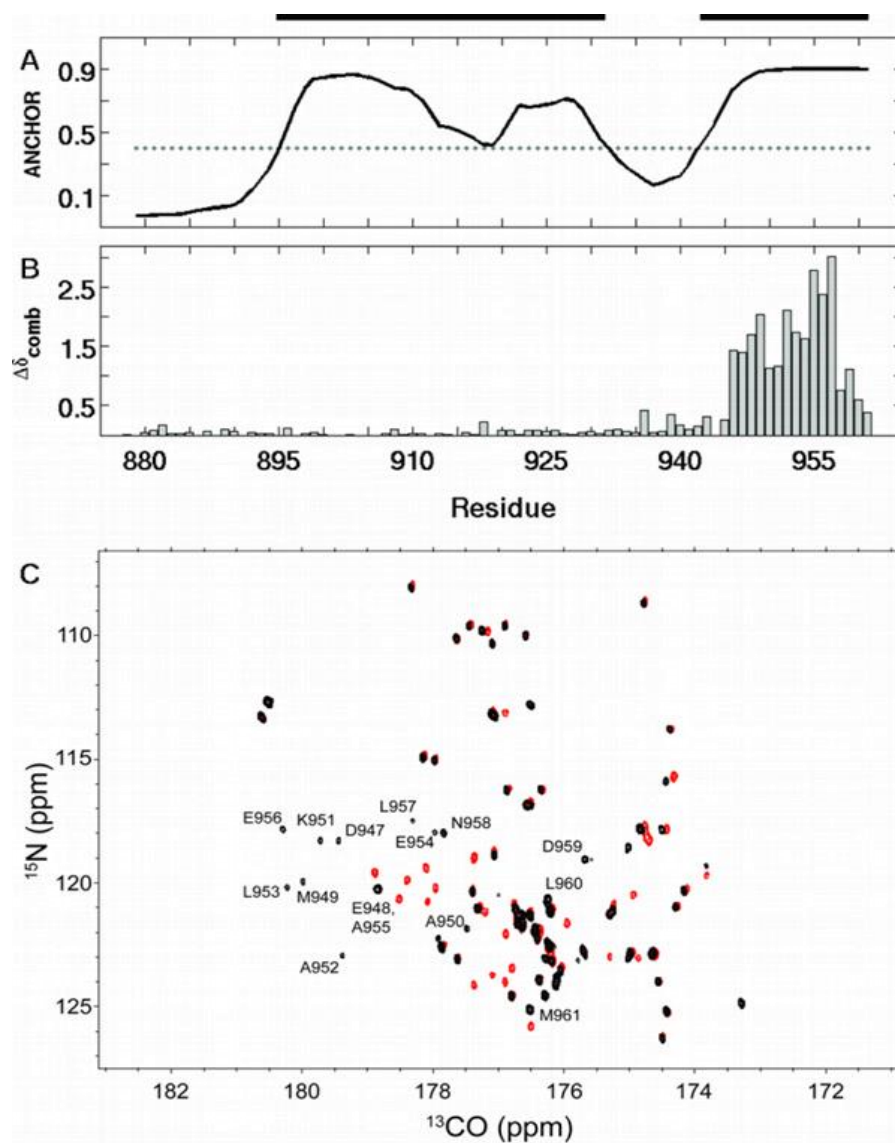 A
ANCHOR
0.9
0.5
0.1
B
Δδcomb
2.5
1.5
0.5
880 895 910 925 940 955
Residue
C
15N (ppm)
110
115
120
125
L957
E956 K951
D947 E954 N958
D959
L953 M949
E948
L960
A955 A950
A952
M961
182 180 178 176 174 172
13CO (ppm)